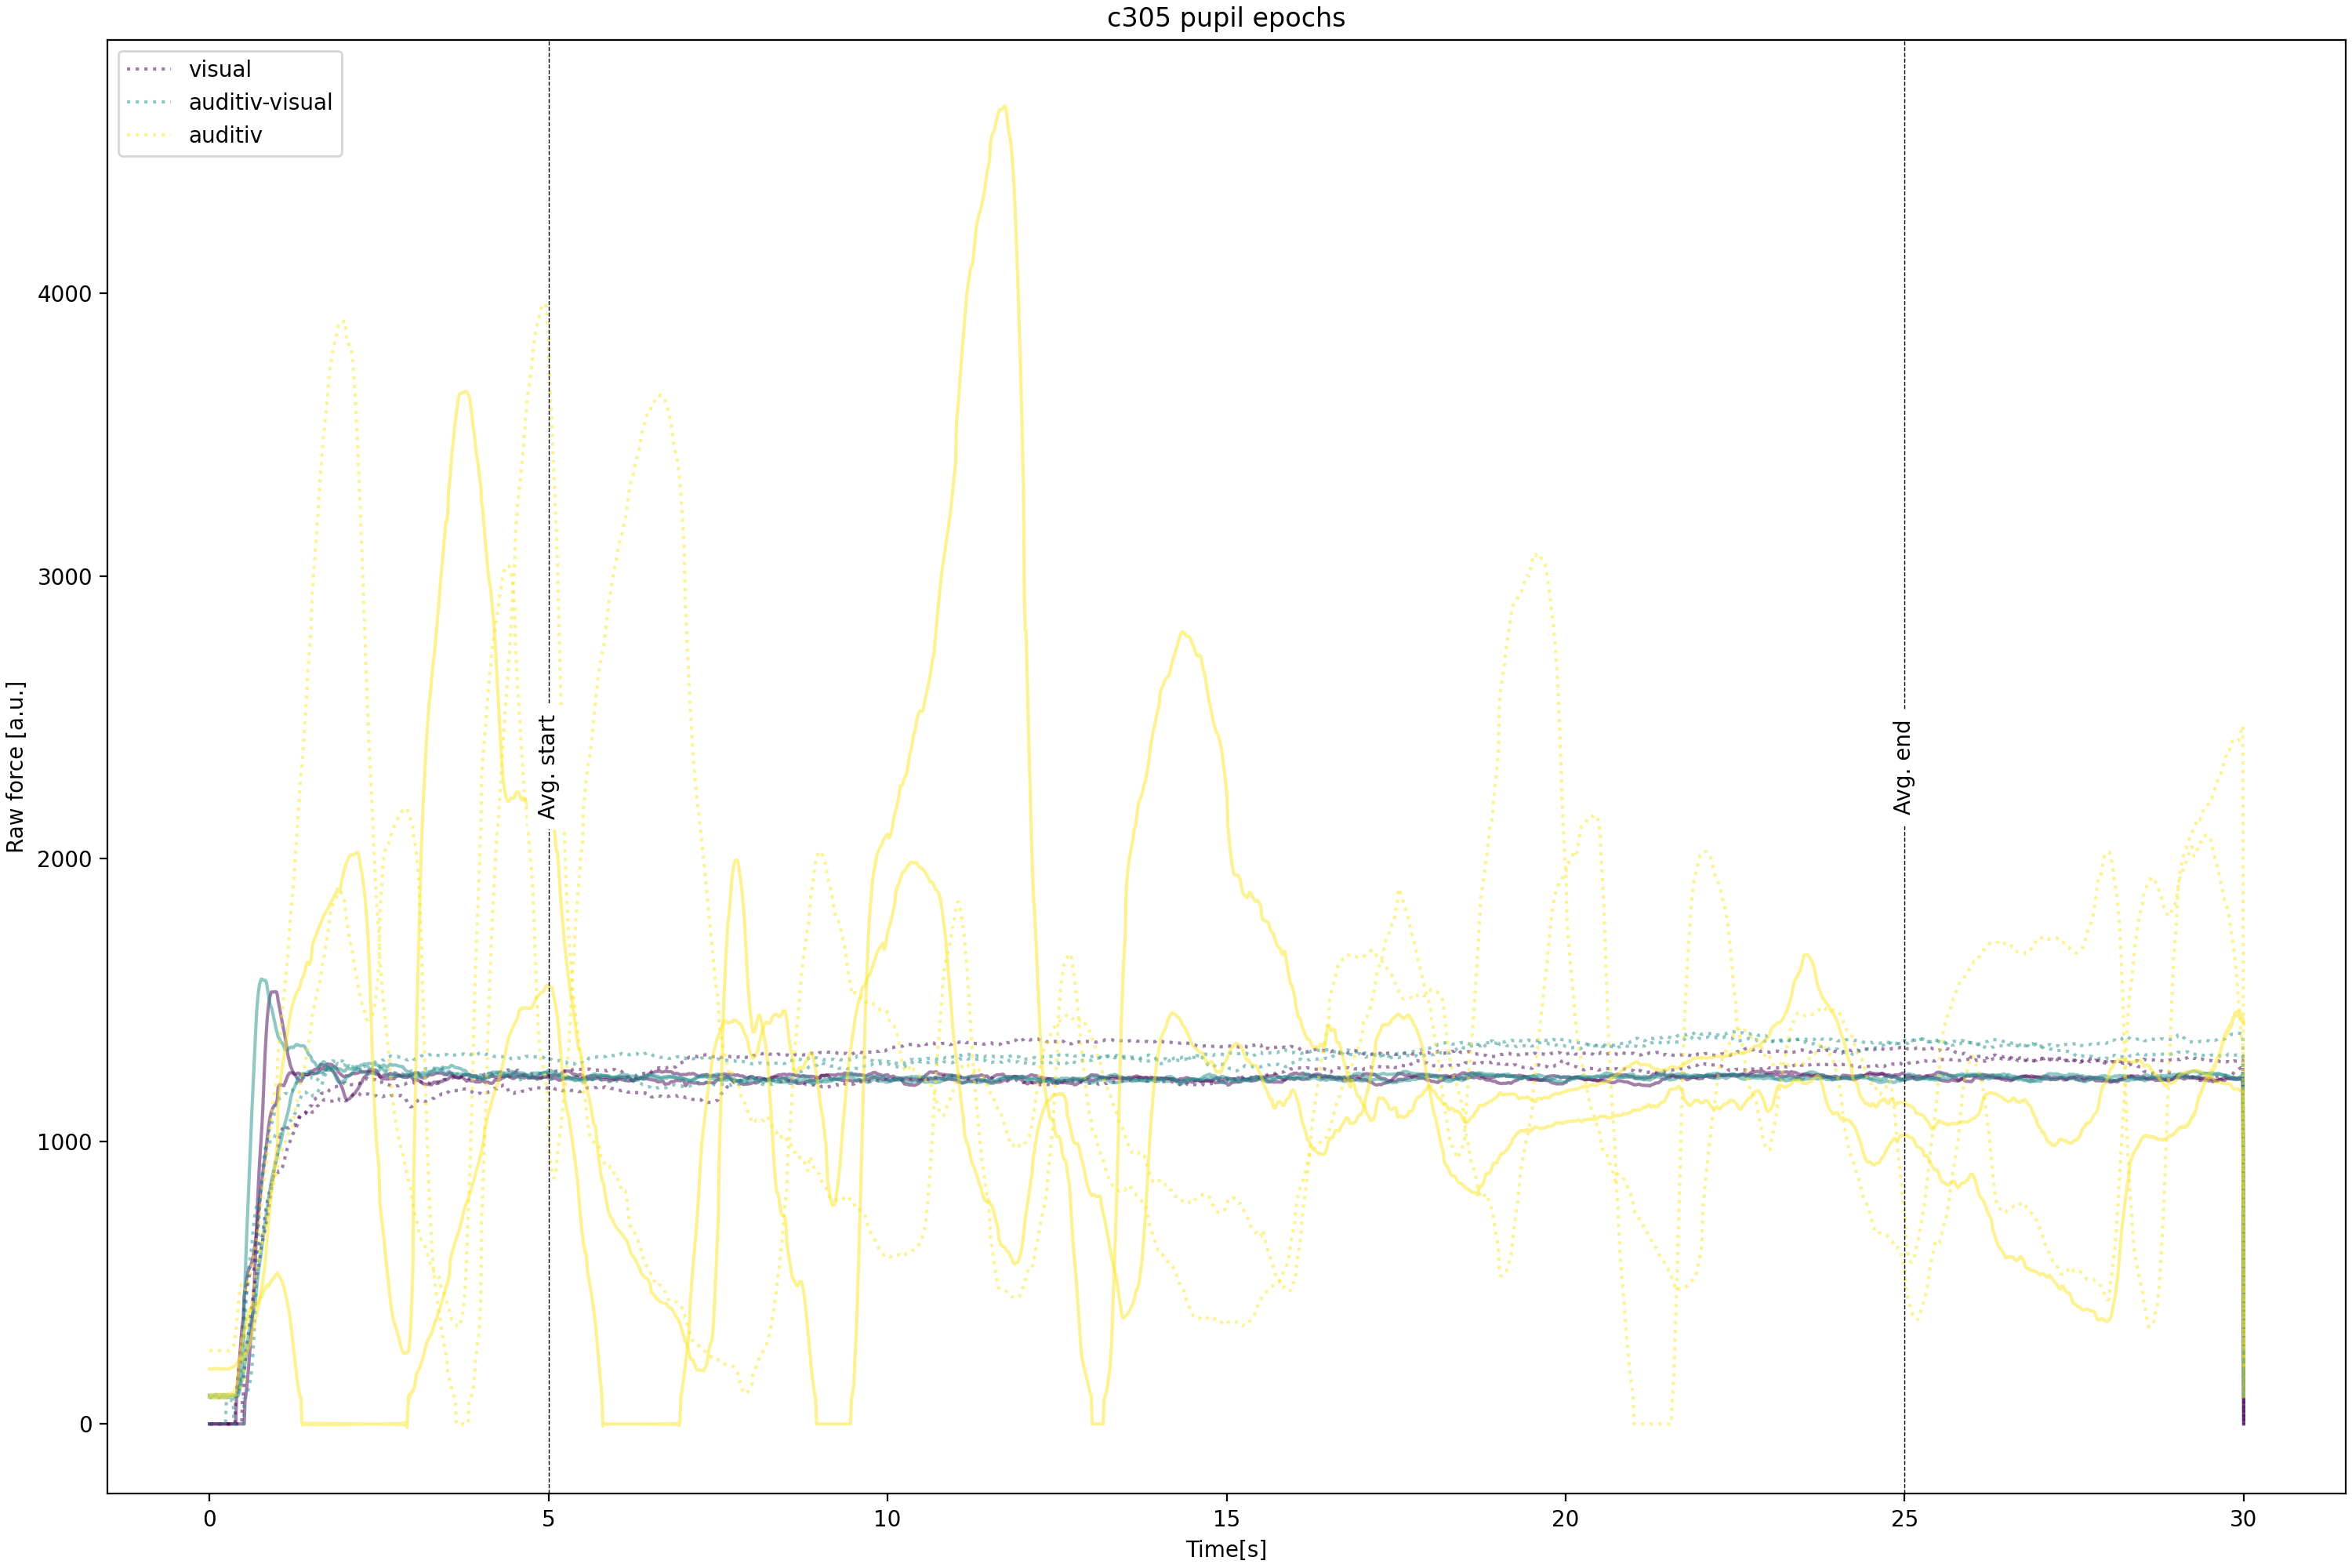 c305 pupil epochs
visual
auditiv-visual
auditiv
4000
3000
2000
1000
0
Raw force [a.u.]
Avg. start
Avg. end
0 5 10 15 20 25 30
Time[s]